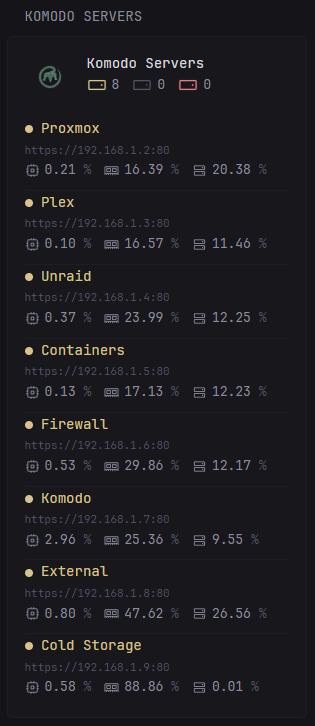 KOMODO SERVERS
Komodo Servers
8 0 0
Proxmox
https://192.168.1.2:80
0.21 % 16.39 % 20.38 %
Plex
https://192.168.1.3:80
0.10 % 16.57 % 11.46 %
Unraid
https://192.168.1.4:80
0.37 % 23.99 % 12.25 %
Containers
https://192.168.1.5:80
0.13 % 17.13 % 12.23 %
Firewall
https://192.168.1.6:80
0.53 % 29.86 % 12.17 %
Komodo
https://192.168.1.7:80
2.96 % 25.36 % 9.55 %
External
https://192.168.1.8:80
0.80 % 47.62 % 26.56 %
Cold Storage
https://192.168.1.9:80
0.58 % 88.86 % 0.01 %